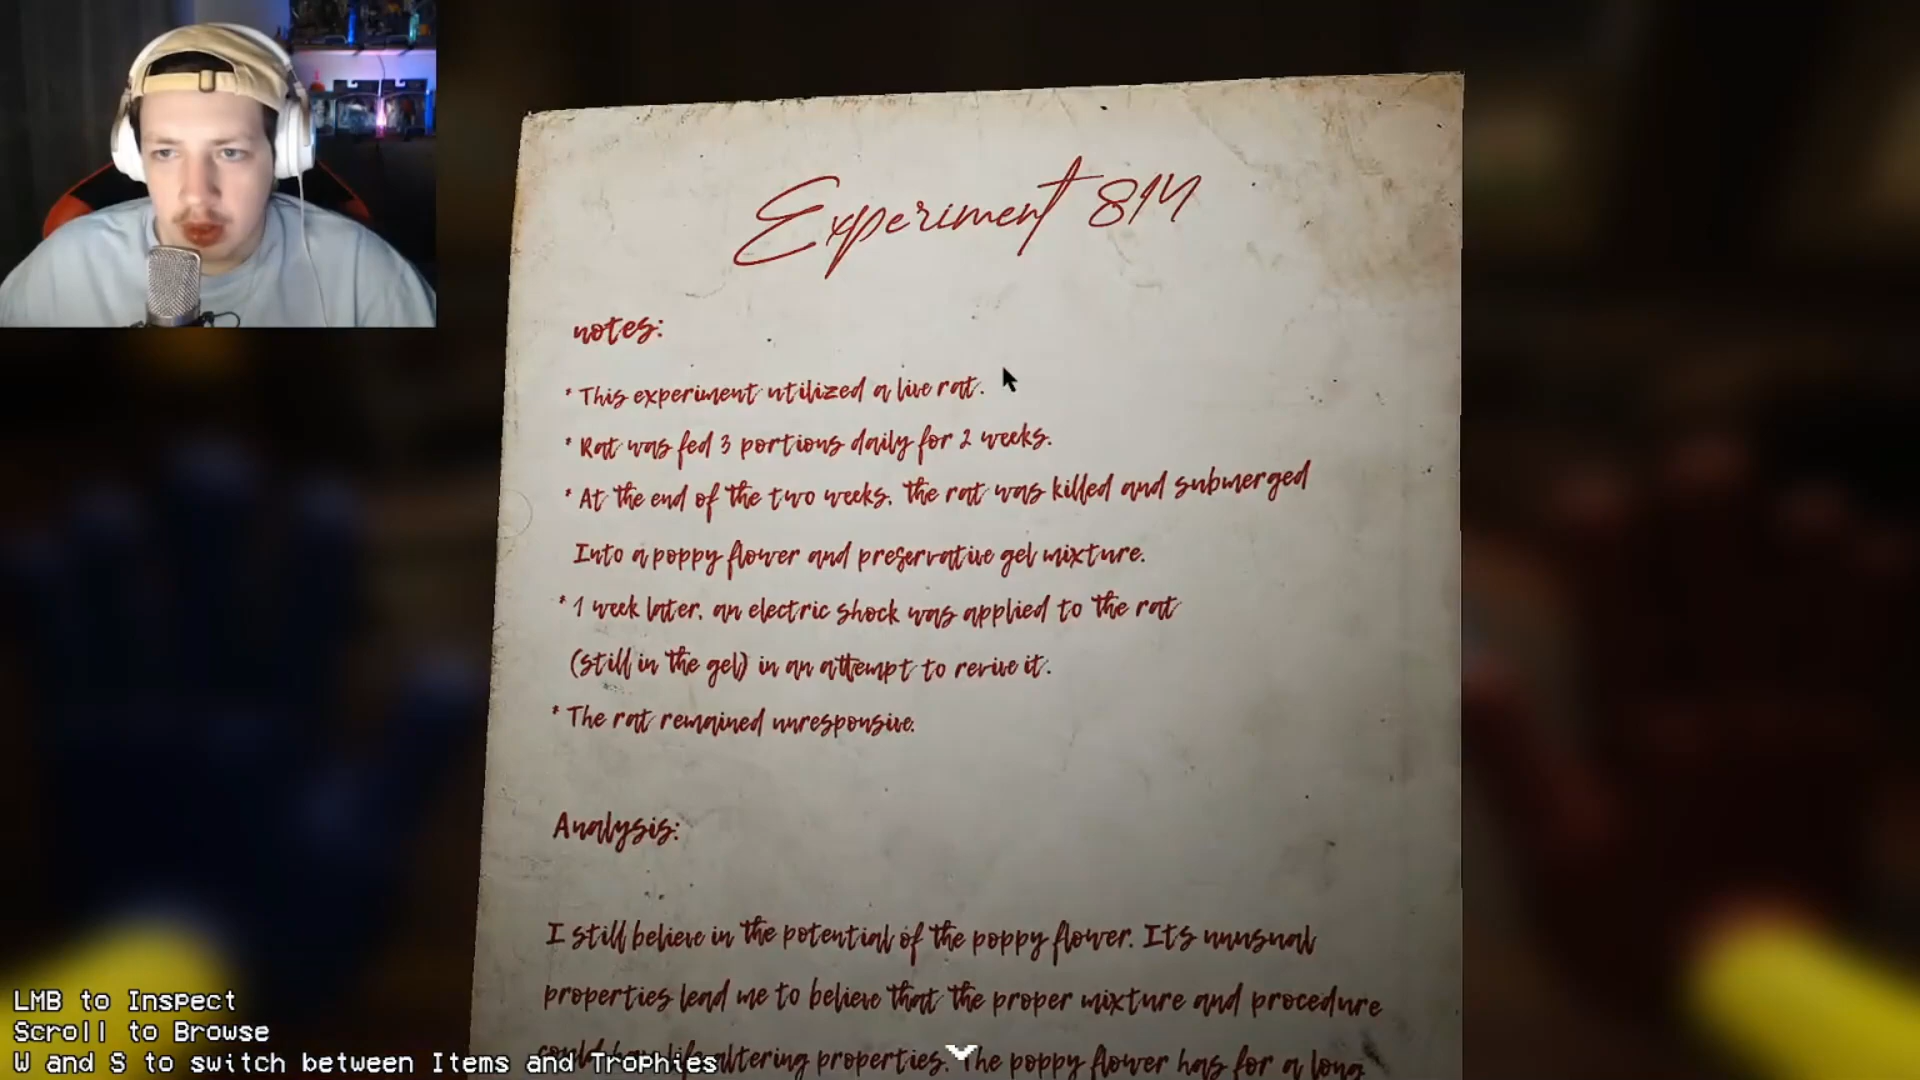 Experiment 814
notes:
* This experiment utilized a live rat.
* Rat was fed 3 portions daily for 2 weeks.
* At the end of the two weeks, the rat was killed and submerged
Into a poppy flower and preservative gel mixture.
* 1 week later, an electric shock was applied to the rat
(still in the gel) in an attempt to revive it.
* The rat remained unresponsive.
Analysis:
I still believe in the potential of the poppy flower. Its unusual
properties lead me to believe that the proper mixture and procedure
could have life altering properties. The poppy flower has for a long
LMB to Inspect
Scroll to Browse
W and S to switch between Items and Trophies